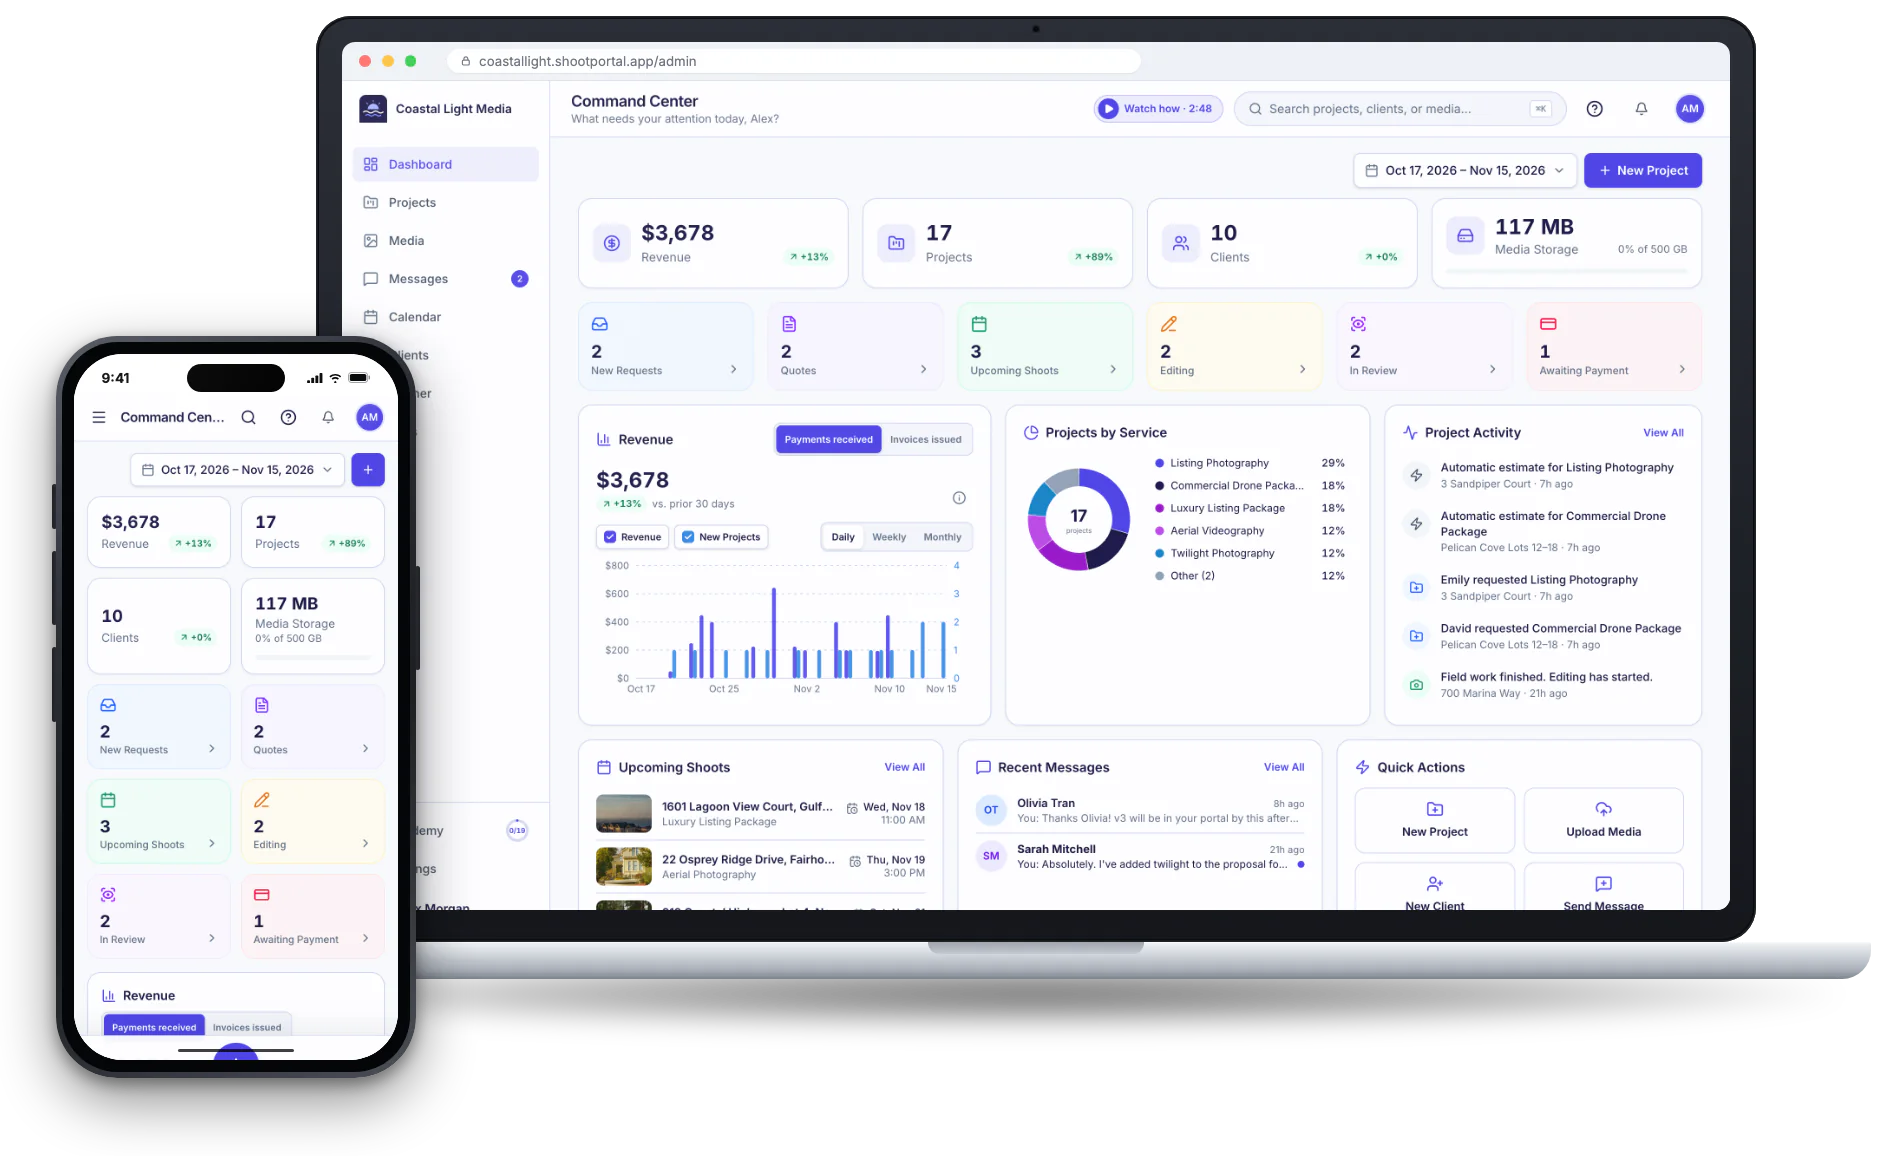 coastallight.shootportal.app/admin
Coastal Light Media
Command Center
What needs your attention today, Alex?
Watch how · 2:48
Search projects, clients, or media...
⌘K
AM
Dashboard
Projects
Media
Messages
2
Calendar
Oct 17, 2026 – Nov 15, 2026
New Project
$3,678
Revenue
+13%
17
Projects
+89%
10
Clients
+0%
117 MB
Media Storage
0% of 500 GB
2
New Requests
2
Quotes
3
Upcoming Shoots
2
Editing
2
In Review
1
Awaiting Payment
Revenue
Payments received
Invoices issued
$3,678
+13%
vs. prior 30 days
Revenue
New Projects
Daily
Weekly
Monthly
$800
$600
$400
$200
$0
4
3
2
1
0
Oct 17
Oct 25
Nov 2
Nov 10
Nov 15
Projects by Service
17
projects
Listing Photography 29%
Commercial Drone Packa... 18%
Luxury Listing Package 18%
Aerial Videography 12%
Twilight Photography 12%
Other (2) 12%
Project Activity
View All
Automatic estimate for Listing Photography
3 Sandpiper Court · 7h ago
Automatic estimate for Commercial Drone
Package
Pelican Cove Lots 12–18 · 7h ago
Emily requested Listing Photography
3 Sandpiper Court · 7h ago
David requested Commercial Drone Package
Pelican Cove Lots 12–18 · 7h ago
Field work finished. Editing has started.
700 Marina Way · 21h ago
Upcoming Shoots
View All
1601 Lagoon View Court, Gulf...
Luxury Listing Package
Wed, Nov 18
11:00 AM
22 Osprey Ridge Drive, Fairho...
Aerial Photography
Thu, Nov 19
3:00 PM
Recent Messages
View All
OT
Olivia Tran
8h ago
You: Thanks Olivia! v3 will be in your portal by this after...
SM
Sarah Mitchell
21h ago
You: Absolutely. I've added twilight to the proposal fo...
Quick Actions
New Project
Upload Media
New Client
Send Message
0/19
Morgan
9:41
Command Cen...
AM
Oct 17, 2026 – Nov 15, 2026
$3,678
Revenue
+13%
17
Projects
+89%
10
Clients
+0%
117 MB
Media Storage
0% of 500 GB
2
New Requests
2
Quotes
3
Upcoming Shoots
2
Editing
2
In Review
1
Awaiting Payment
Revenue
Payments received
Invoices issued